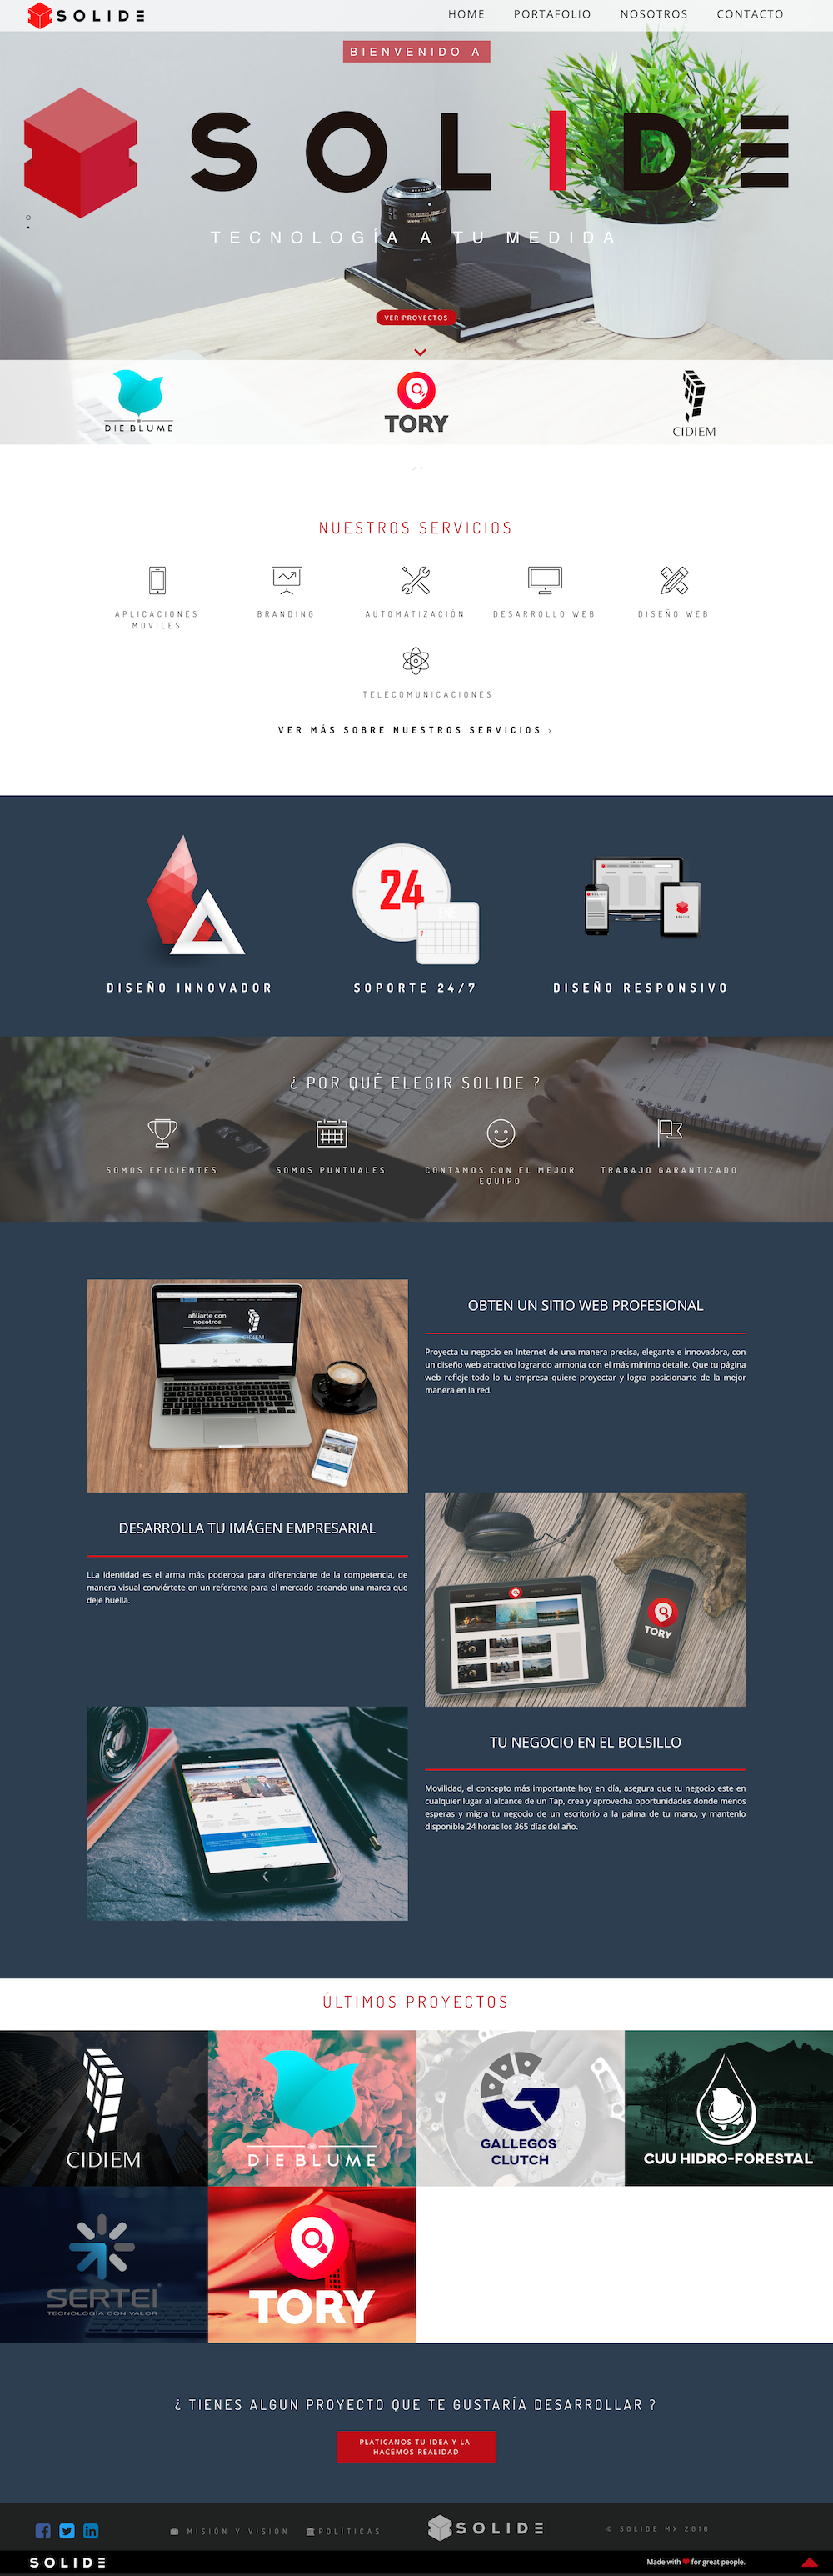 SOLIDE
HOME PORTAFOLIO NOSOTROS CONTACTO
BIENVENIDO A
SOLIDE
TECNOLOGÍA A TU MEDIDA
VER PROYECTOS
DIE BLUME
TORY
CIDIEM
NUESTROS SERVICIOS
APLICACIONES
MOVILES
BRANDING
AUTOMATIZACIÓN
DESARROLLO WEB
DISEÑO WEB
TELECOMUNICACIONES
VER MÁS SOBRE NUESTROS SERVICIOS ›
24
7
DISEÑO INNOVADOR
SOPORTE 24/7
DISEÑO RESPONSIVO
¿ POR QUÉ ELEGIR SOLIDE ?
SOMOS EFICIENTES
SOMOS PUNTUALES
CONTAMOS CON EL MEJOR
EQUIPO
TRABAJO GARANTIZADO
afiliarte con
nosotros
CIDIEM
OBTEN UN SITIO WEB PROFESIONAL
Proyecta tu negocio en Internet de una manera precisa, elegante e innovadora, con
un diseño web atractivo logrando armonía con el más mínimo detalle. Que tu página
web refleje todo lo tu empresa quiere proyectar y logra posicionarte de la mejor
manera en la red.
DESARROLLA TU IMÁGEN EMPRESARIAL
LLa identidad es el arma más poderosa para diferenciarte de la competencia, de
manera visual conviértete en un referente para el mercado creando una marca que
deje huella.
TORY
TU NEGOCIO EN EL BOLSILLO
Movilidad, el concepto más importante hoy en día, asegura que tu negocio este en
cualquier lugar al alcance de un Tap, crea y aprovecha oportunidades donde menos
esperas y migra tu negocio de un escritorio a la palma de tu mano, y mantenlo
disponible 24 horas los 365 días del año.
ÚLTIMOS PROYECTOS
CIDIEM
DIE BLUME
GALLEGOS
CLUTCH
CUU HIDRO-FORESTAL
SERTEI
TECNOLOGÍA CON VALOR
TORY
¿ TIENES ALGUN PROYECTO QUE TE GUSTARÍA DESARROLLAR ?
PLATICANOS TU IDEA Y LA
HACEMOS REALIDAD
MISIÓN Y VISIÓN
POLÍTICAS
SOLIDE
© SOLIDE MX 2016
SOLIDE
Made with ❤ for great people.